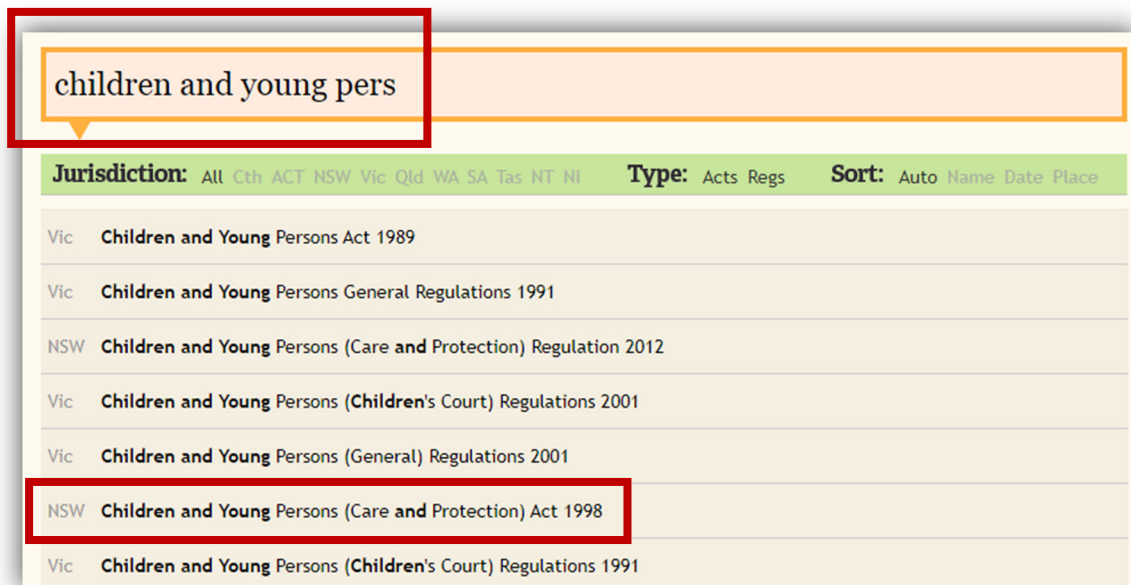 children and young pers
Jurisdiction: All Cth ACT NSW Vic Qld WA SA Tas NT NI Type: Acts Regs Sort: Auto Name Date Place
Vic Children and Young Persons Act 1989
Vic Children and Young Persons General Regulations 1991
NSW Children and Young Persons (Care and Protection) Regulation 2012
Vic Children and Young Persons (Children's Court) Regulations 2001
Vic Children and Young Persons (General) Regulations 2001
NSW Children and Young Persons (Care and Protection) Act 1998
Vic Children and Young Persons (Children's Court) Regulations 1991